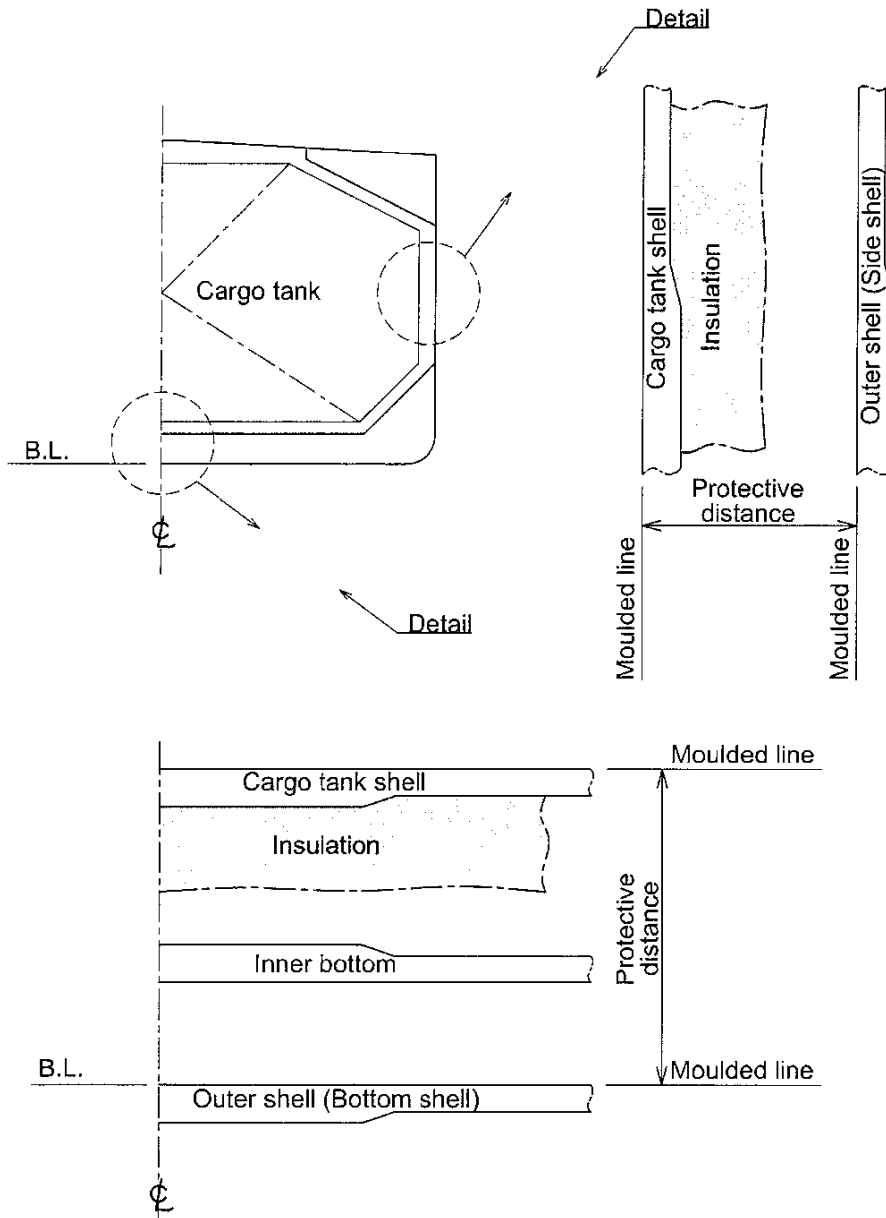 Detail
Cargo tank
B.L.
℄
Detail
Cargo tank shell
Insulation
Outer shell (Side shell)
Protective
distance
Moulded line
Moulded line
Moulded line
Cargo tank shell
Insulation
Protective
distance
Inner bottom
B.L.
Moulded line
Outer shell (Bottom shell)
℄